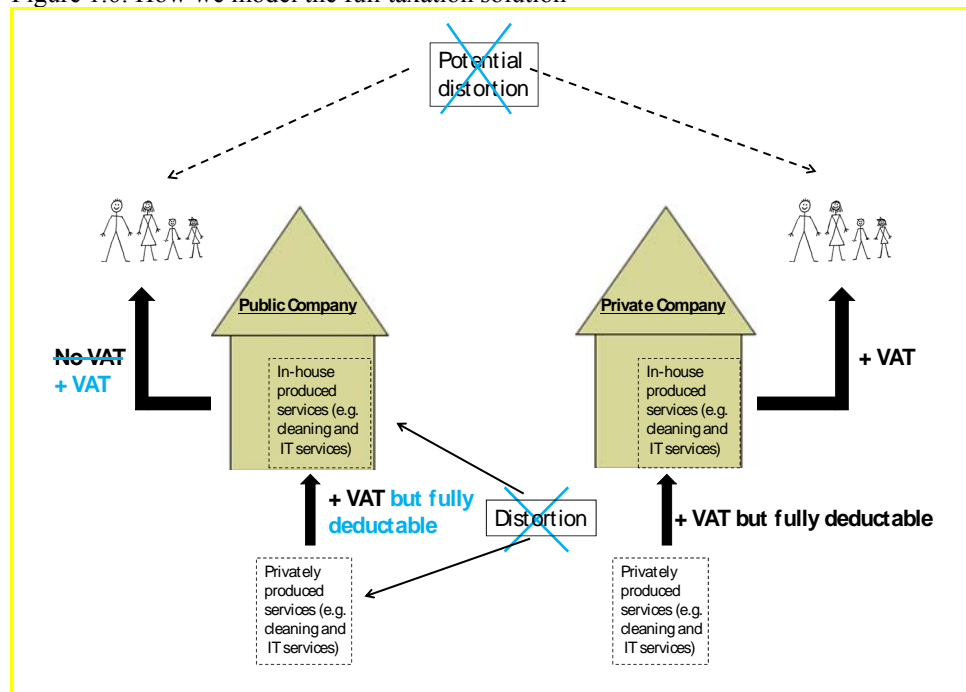 Figure 1.6: How we model the full taxation solution
Potential
distortion
Public Company
Private Company
No VAT
+ VAT
+ VAT
In-house
produced
services (e.g.
cleaning and
IT services)
In-house
produced
services (e.g.
cleaning and
IT services)
+ VAT but fully
deductable
Distortion
+ VAT but fully deductable
Privately
produced
services (e.g.
cleaning and
IT services)
Privately
produced
services (e.g.
cleaning and
IT services)